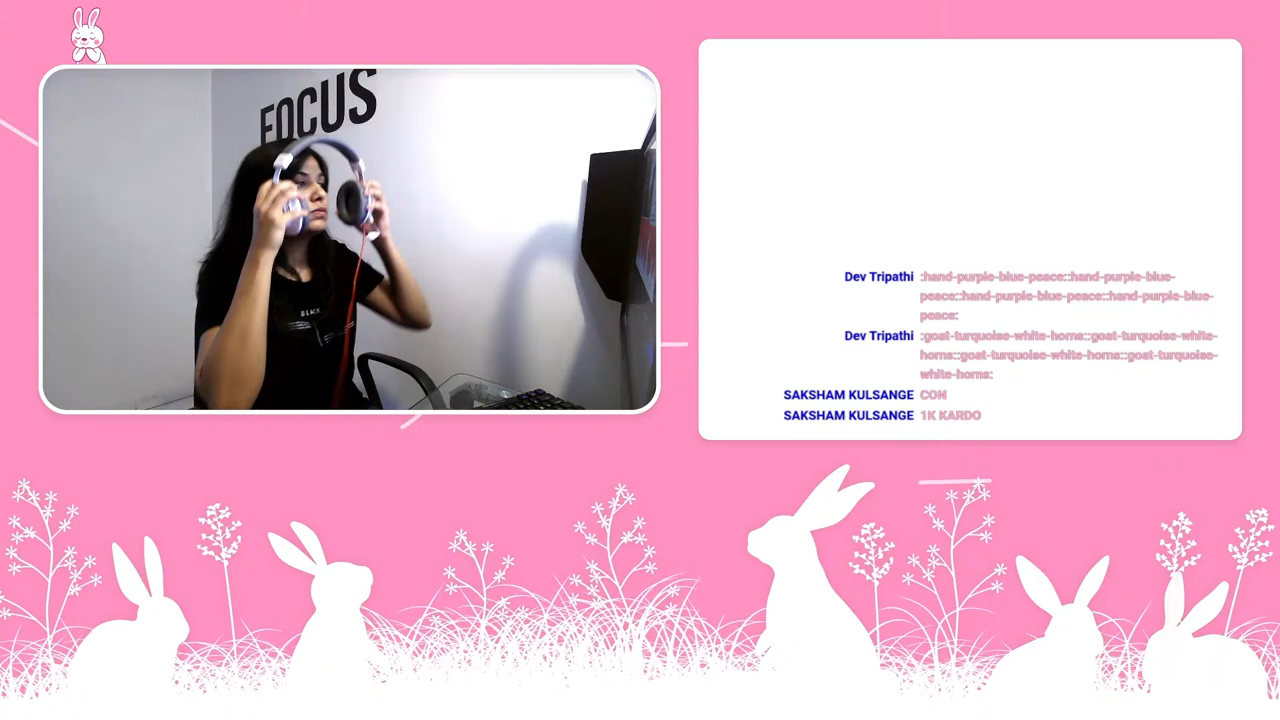 FOCUS
BLACK
Dev Tripathi :hand-purple-blue-peace::hand-purple-blue-
peace::hand-purple-blue-peace::hand-purple-blue-
peace:
Dev Tripathi :goat-turquoise-white-horns::goat-turquoise-white-
horns::goat-turquoise-white-horns::goat-turquoise-
white-horns:
SAKSHAM KULSANGE CON
SAKSHAM KULSANGE 1K KARDO